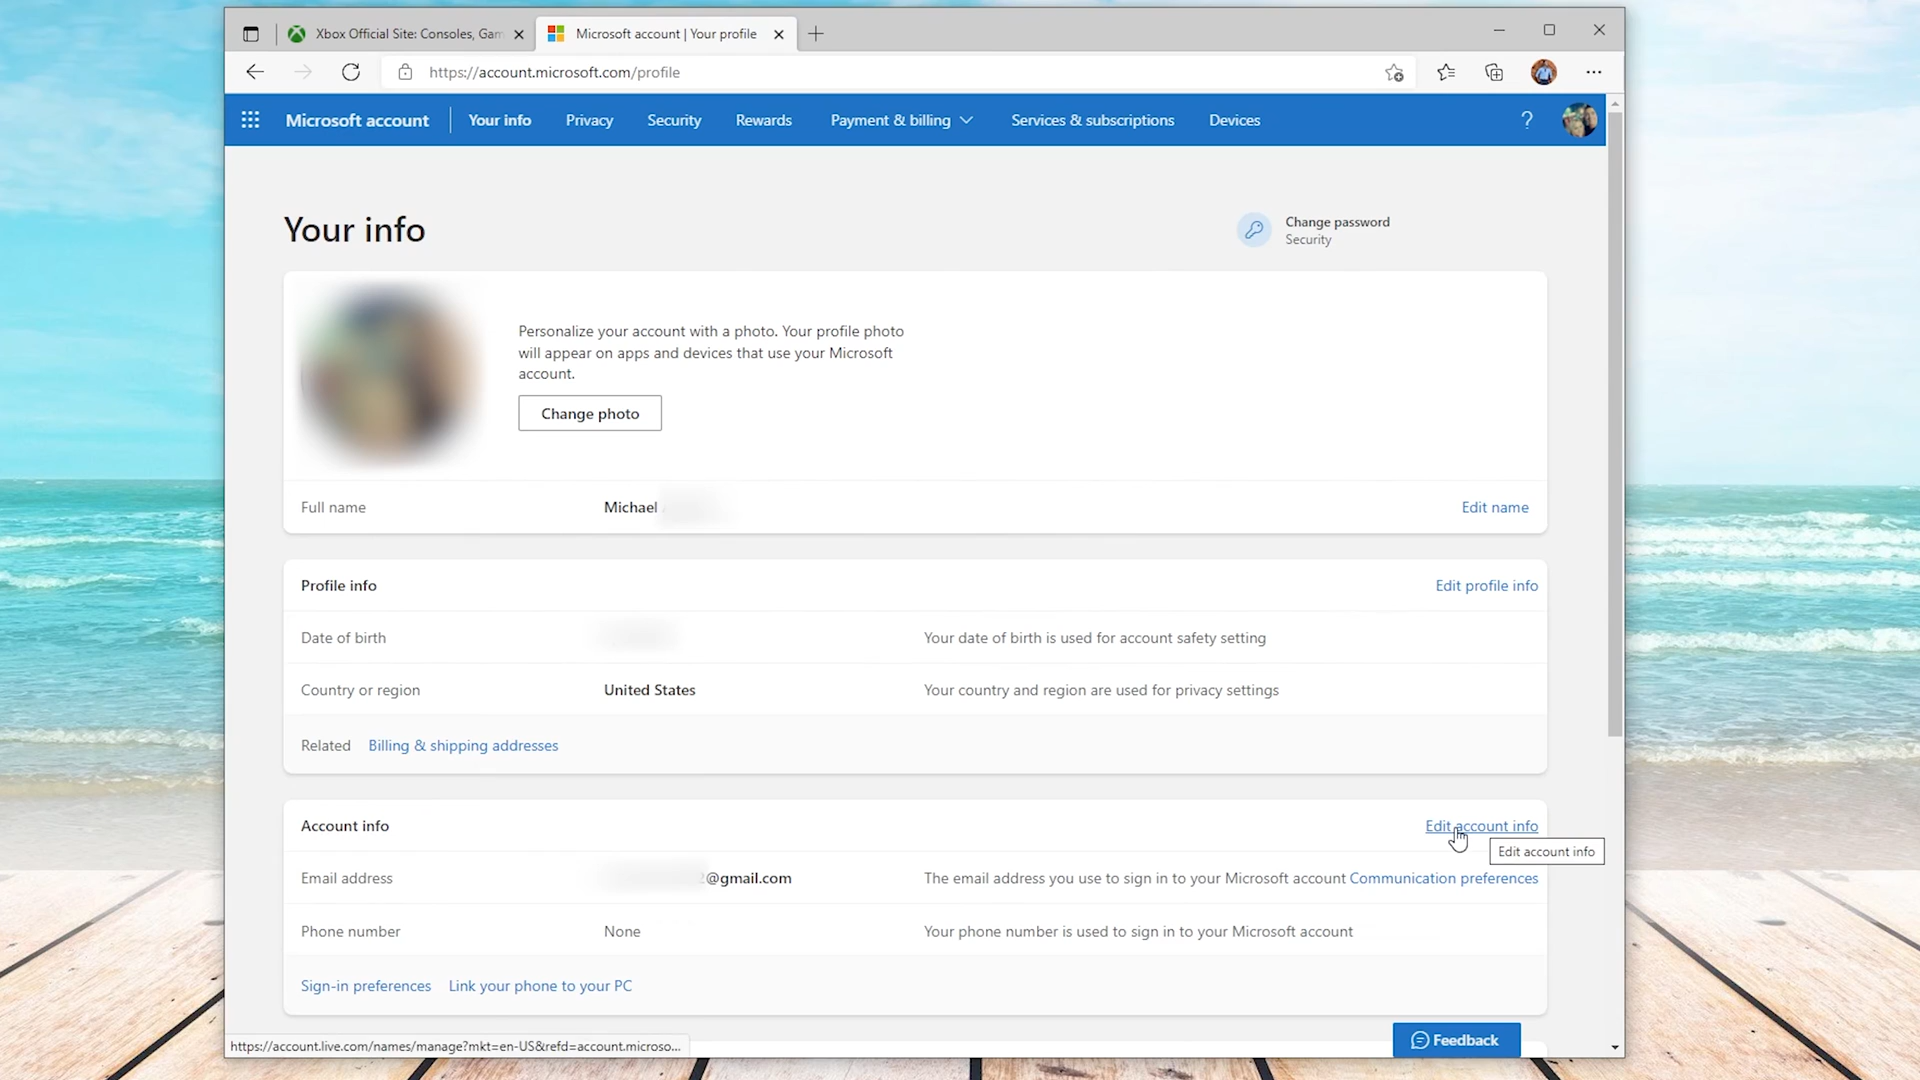 Xbox Official Site: Consoles, Gam
Microsoft account | Your profile
https://account.microsoft.com/profile
Microsoft account
Your info
Privacy
Security
Rewards
Payment & billing
Services & subscriptions
Devices
?
Your info
Change password
Security
Personalize your account with a photo. Your profile photo
will appear on apps and devices that use your Microsoft
account.
Change photo
Full name
Michael
Edit name
Profile info
Edit profile info
Date of birth
Your date of birth is used for account safety setting
Country or region
United States
Your country and region are used for privacy settings
Related
Billing & shipping addresses
Account info
Edit account info
Edit account info
Email address
@gmail.com
The email address you use to sign in to your Microsoft account Communication preferences
Phone number
None
Your phone number is used to sign in to your Microsoft account
Sign-in preferences
Link your phone to your PC
Feedback
https://account.live.com/names/manage?mkt=en-US&refd=account.microso...